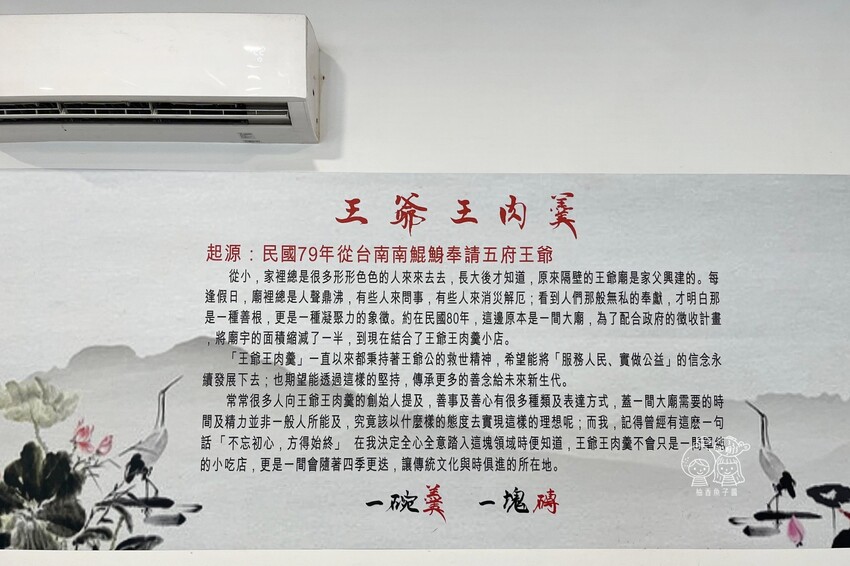 王爺王肉羹
起源：民國79年從台南南鯤鯓奉請五府王爺
從小，家裡總是很多形形色色的人來來去去，長大後才知道，原來隔壁的王爺廟是家父興建的。每
逢假日，廟裡總是人聲鼎沸，有些人來問事，有些人來消災解厄；看到人們那般無私的奉獻，才明白那
是一種善根，更是一種凝聚力的象徵。約在民國80年，這邊原本是一間大廟，為了配合政府的徵收計畫
，將廟宇的面積縮減了一半，到現在結合了王爺王肉羹小店。
「王爺王肉羹」一直以來都秉持著王爺公的救世精神，希望能將「服務人民、實做公益」的信念永
續發展下去；也期望能透過這樣的堅持，傳承更多的善念給未來新生代。
常常很多人向王爺王肉羹的創始人提及，善事及善心有很多種類及表達方式，蓋一間大廟需要的時
間及精力並非一般人所能及，究竟該以什麼樣的態度去實現這樣的理想呢；而我，記得曾經有這麼一句
話「不忘初心，方得始終」 在我決定全心全意踏入這塊領域時便知道，王爺王肉羹不會只是一間單純
的小吃店，更是一間會隨著四季更迭，讓傳統文化與時俱進的所在地。
一碗羹 一塊磚
柚香魚子醬